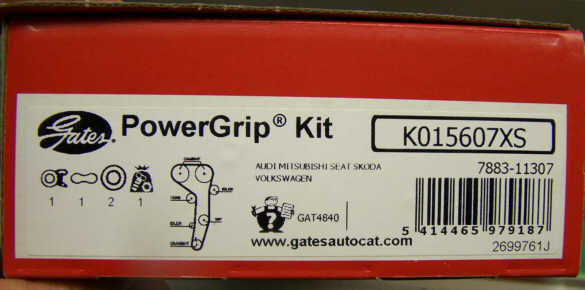 Gates®
PowerGrip® Kit
K015607XS
AUDI MITSUBISHI SEAT SKODA
VOLKSWAGEN
7883-11307
1 1 2 1
GAT4840
5 414465 979187
www.gatesautocat.com
2699761J